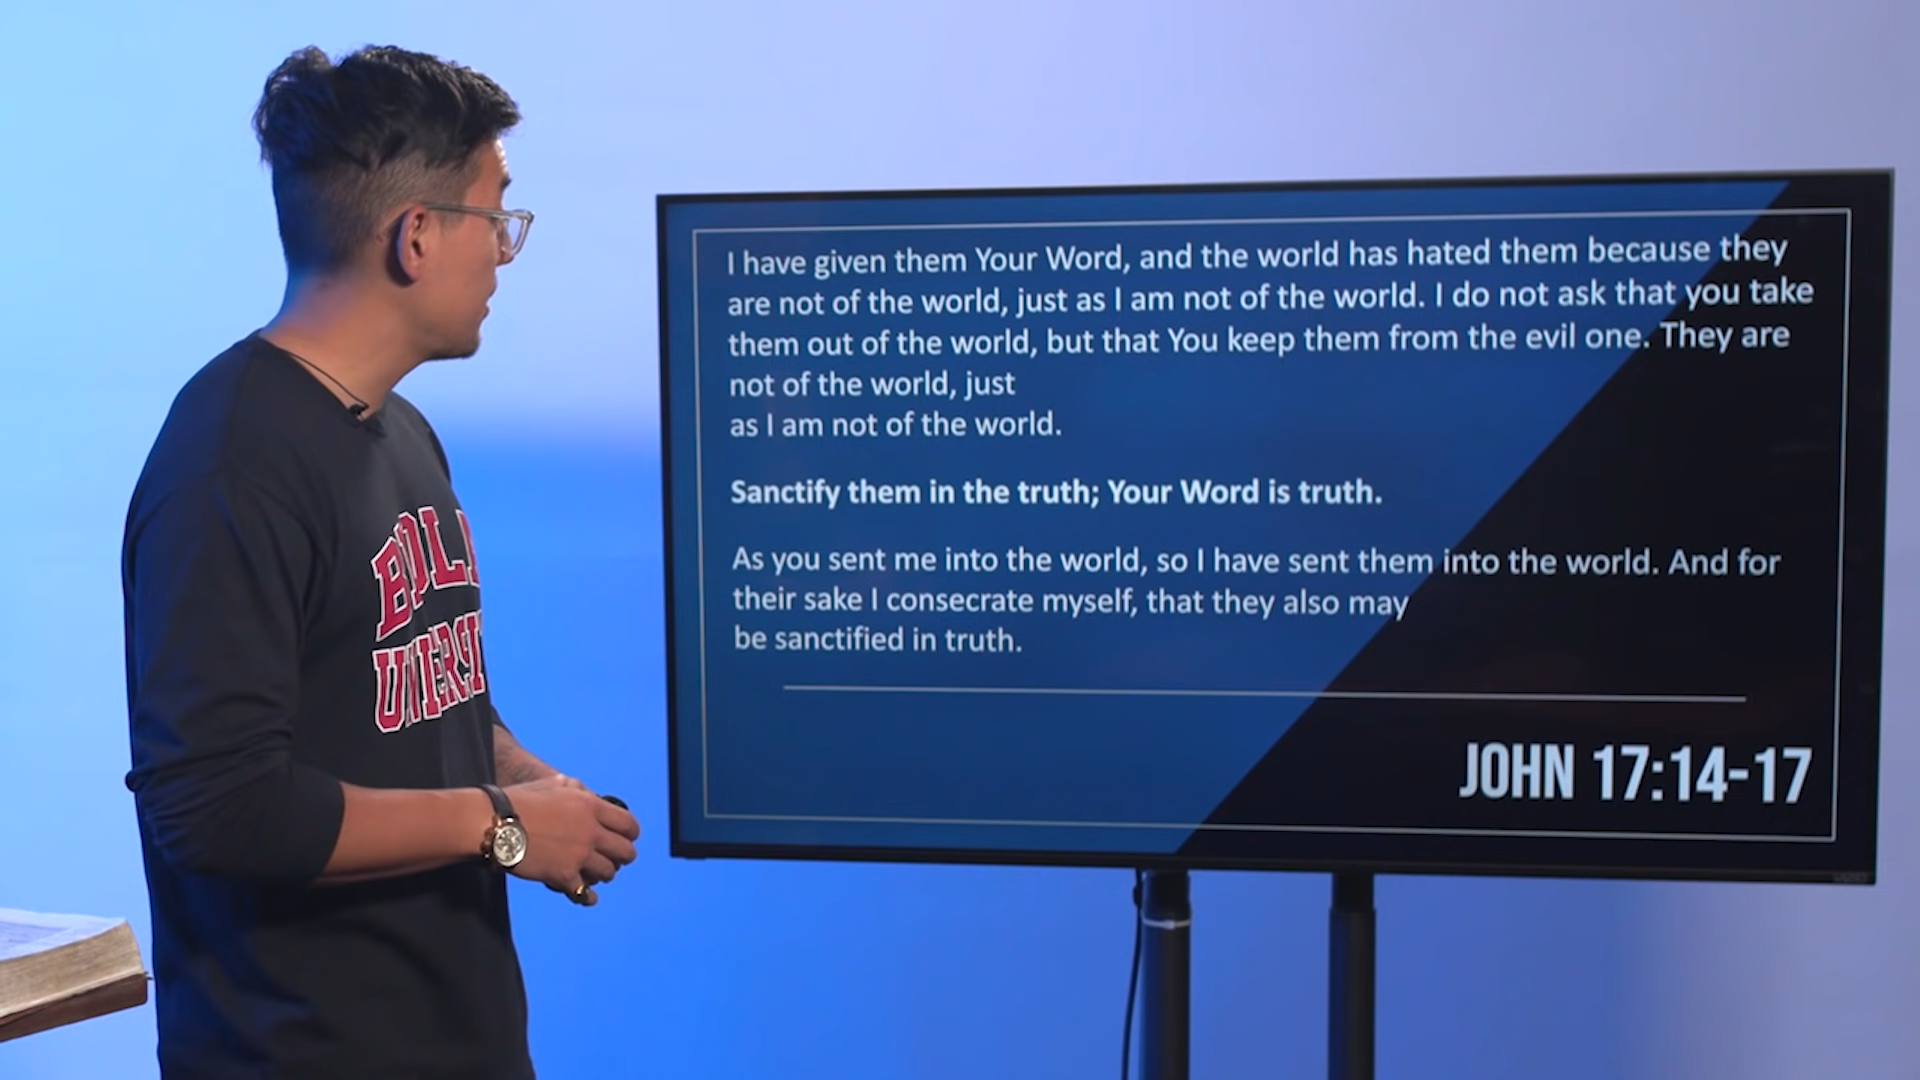 I have given them Your Word, and the world has hated them because they
are not of the world, just as I am not of the world. I do not ask that you take
them out of the world, but that You keep them from the evil one. They are
not of the world, just
as I am not of the world.
Sanctify them in the truth; Your Word is truth.
As you sent me into the world, so I have sent them into the world. And for
their sake I consecrate myself, that they also may
be sanctified in truth.
JOHN 17:14-17